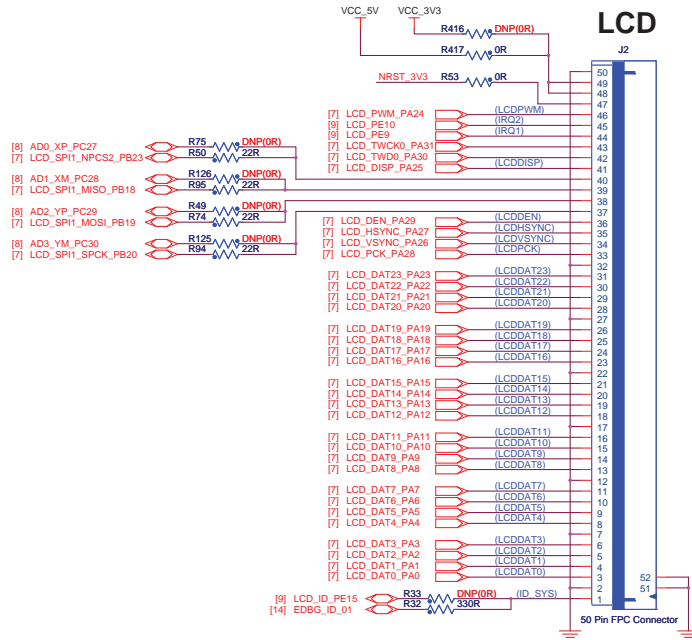 VCC_5V VCC_3V3
LCD
R416 DNP(0R)
J2
R417 0R
50
NRST_3V3 R53 0R
49
48
47
[7] LCD_PWM_PA24 (LCDPWM) 46
[9] LCD_PE10 (IRQ2) 45
[9] LCD_PE9 (IRQ1) 44
[7] LCD_TWCK0_PA31 43
[7] LCD_TWD0_PA30 42
[7] LCD_DISP_PA25 (LCDDISP) 41
[8] AD0_XP_PC27 R75 DNP(0R)
[7] LCD_SPI1_NPCS2_PB23 R50 22R
40
[8] AD1_XM_PC28 R126 DNP(0R)
[7] LCD_SPI1_MISO_PB18 R95 22R
39
[8] AD2_YP_PC29 R49 DNP(0R)
[7] LCD_SPI1_MOSI_PB19 R74 22R
38
[8] AD3_YM_PC30 R125 DNP(0R)
[7] LCD_SPI1_SPCK_PB20 R94 22R
37
[7] LCD_DEN_PA29 (LCDDEN) 36
[7] LCD_HSYNC_PA27 (LCDHSYNC) 35
[7] LCD_VSYNC_PA26 (LCDVSYNC) 34
[7] LCD_PCK_PA28 (LCDPCK) 33
32
[7] LCD_DAT23_PA23 (LCDDAT23) 31
[7] LCD_DAT22_PA22 (LCDDAT22) 30
[7] LCD_DAT21_PA21 (LCDDAT21) 29
[7] LCD_DAT20_PA20 (LCDDAT20) 28
27
[7] LCD_DAT19_PA19 (LCDDAT19) 26
[7] LCD_DAT18_PA18 (LCDDAT18) 25
[7] LCD_DAT17_PA17 (LCDDAT17) 24
[7] LCD_DAT16_PA16 (LCDDAT16) 23
22
[7] LCD_DAT15_PA15 (LCDDAT15) 21
[7] LCD_DAT14_PA14 (LCDDAT14) 20
[7] LCD_DAT13_PA13 (LCDDAT13) 19
[7] LCD_DAT12_PA12 (LCDDAT12) 18
17
[7] LCD_DAT11_PA11 (LCDDAT11) 16
[7] LCD_DAT10_PA10 (LCDDAT10) 15
[7] LCD_DAT9_PA9 (LCDDAT9) 14
[7] LCD_DAT8_PA8 (LCDDAT8) 13
12
[7] LCD_DAT7_PA7 (LCDDAT7) 11
[7] LCD_DAT6_PA6 (LCDDAT6) 10
[7] LCD_DAT5_PA5 (LCDDAT5) 9
[7] LCD_DAT4_PA4 (LCDDAT4) 8
7
[7] LCD_DAT3_PA3 (LCDDAT3) 6
[7] LCD_DAT2_PA2 (LCDDAT2) 5
[7] LCD_DAT1_PA1 (LCDDAT1) 4
[7] LCD_DAT0_PA0 (LCDDAT0) 3 52
2 51
[9] LCD_ID_PE15 R33 DNP(0R) (ID_SYS) 1
[14] EDBG_ID_01 R32 330R
50 Pin FPC Connector